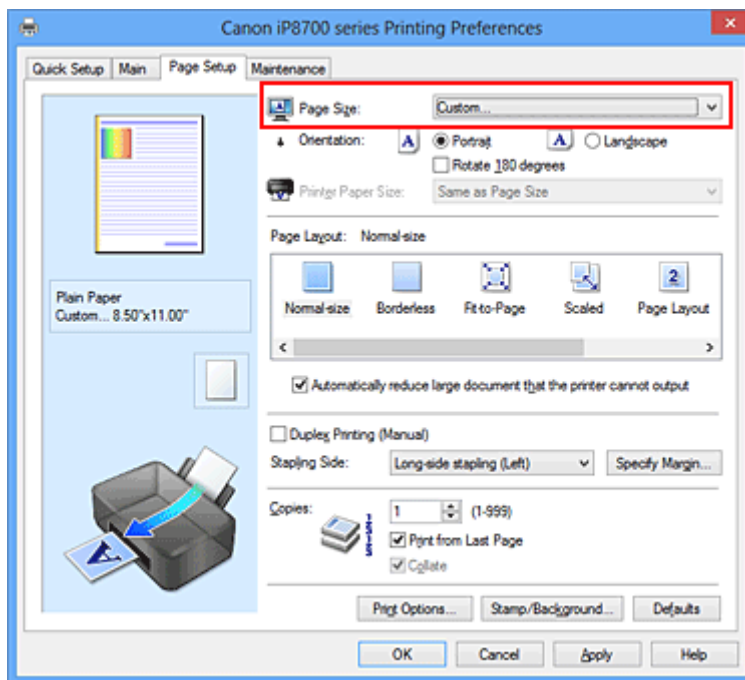 Canon iP8700 series Printing Preferences
Quick Setup Main Page Setup Maintenance
Page Size: Custom...
Orientation: A Portrait A Landscape
Rotate 180 degrees
Printer Paper Size: Same as Page Size
Page Layout: Normal-size
2
Normal-size Borderless Fit-to-Page Scaled Page Layout
Plain Paper
Custom... 8.50"x11.00"
Automatically reduce large document that the printer cannot output
Duplex Printing (Manual)
Stapling Side: Long-side stapling (Left) Specify Margin...
Copies: 1 (1-999)
Print from Last Page
Collate
A
Print Options... Stamp/Background... Defaults
OK Cancel Apply Help